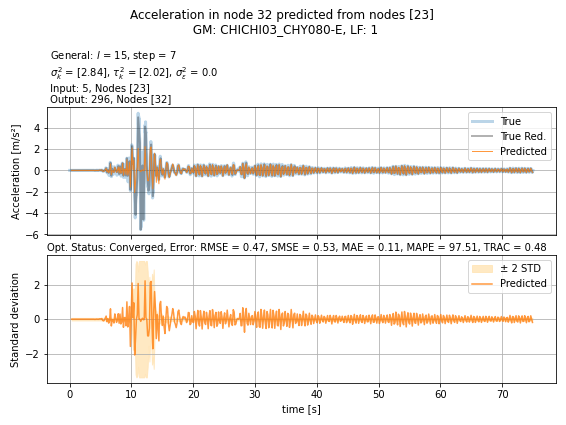 Acceleration in node 32 predicted from nodes [23]
GM: CHICHI03_CHY080-E, LF: 1
General: l = 15, step = 7
σ²_k = [2.84], τ²_k = [2.02], σ²_ε = 0.0
Input: 5, Nodes [23]
Output: 296, Nodes [32]
Acceleration [m/s²]
4
2
0
−2
−4
−6
True
True Red.
Predicted
Opt. Status: Converged, Error: RMSE = 0.47, SMSE = 0.53, MAE = 0.11, MAPE = 97.51, TRAC = 0.48
Standard deviation
2
0
−2
± 2 STD
Predicted
0 10 20 30 40 50 60 70
time [s]